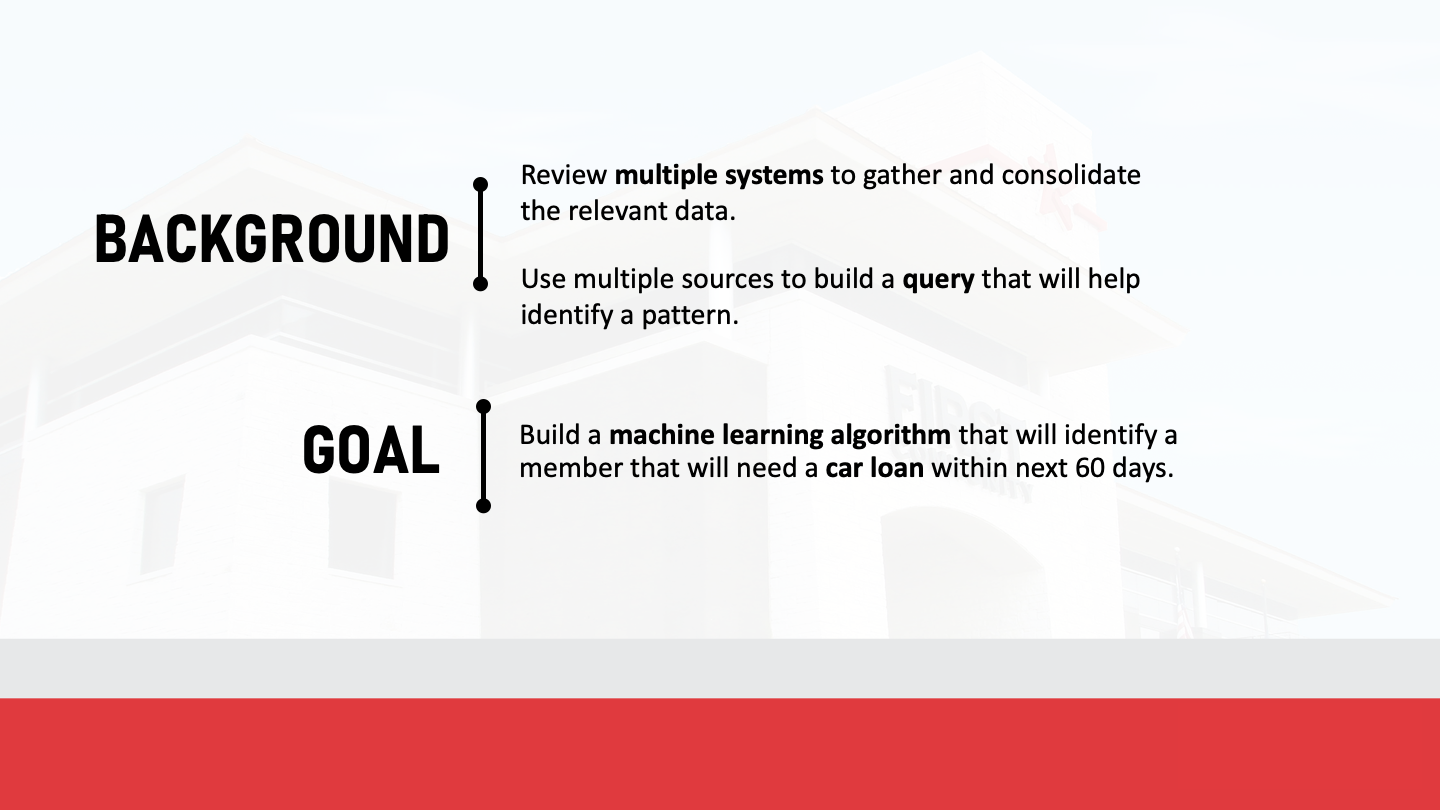 BACKGROUND
Review multiple systems to gather and consolidate
the relevant data.
Use multiple sources to build a query that will help
identify a pattern.
GOAL
Build a machine learning algorithm that will identify a
member that will need a car loan within next 60 days.